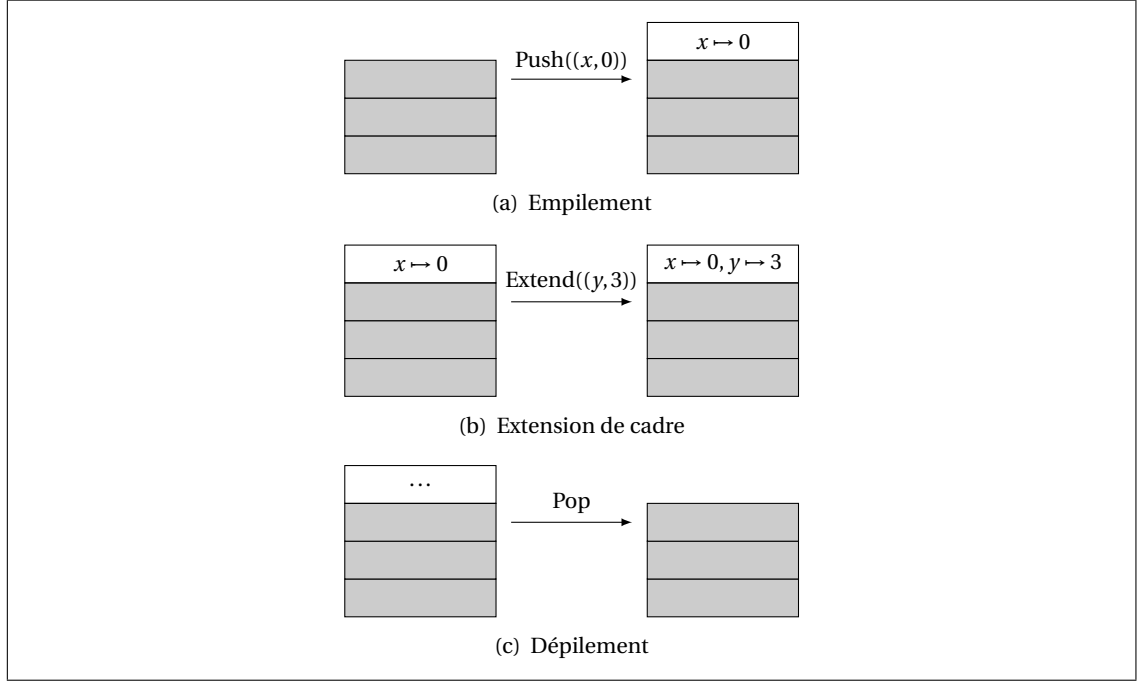 x ↦ 0
Push((x,0))
(a) Empilement
x ↦ 0
x ↦ 0, y ↦ 3
Extend((y,3))
(b) Extension de cadre
...
Pop
(c) Dépilement